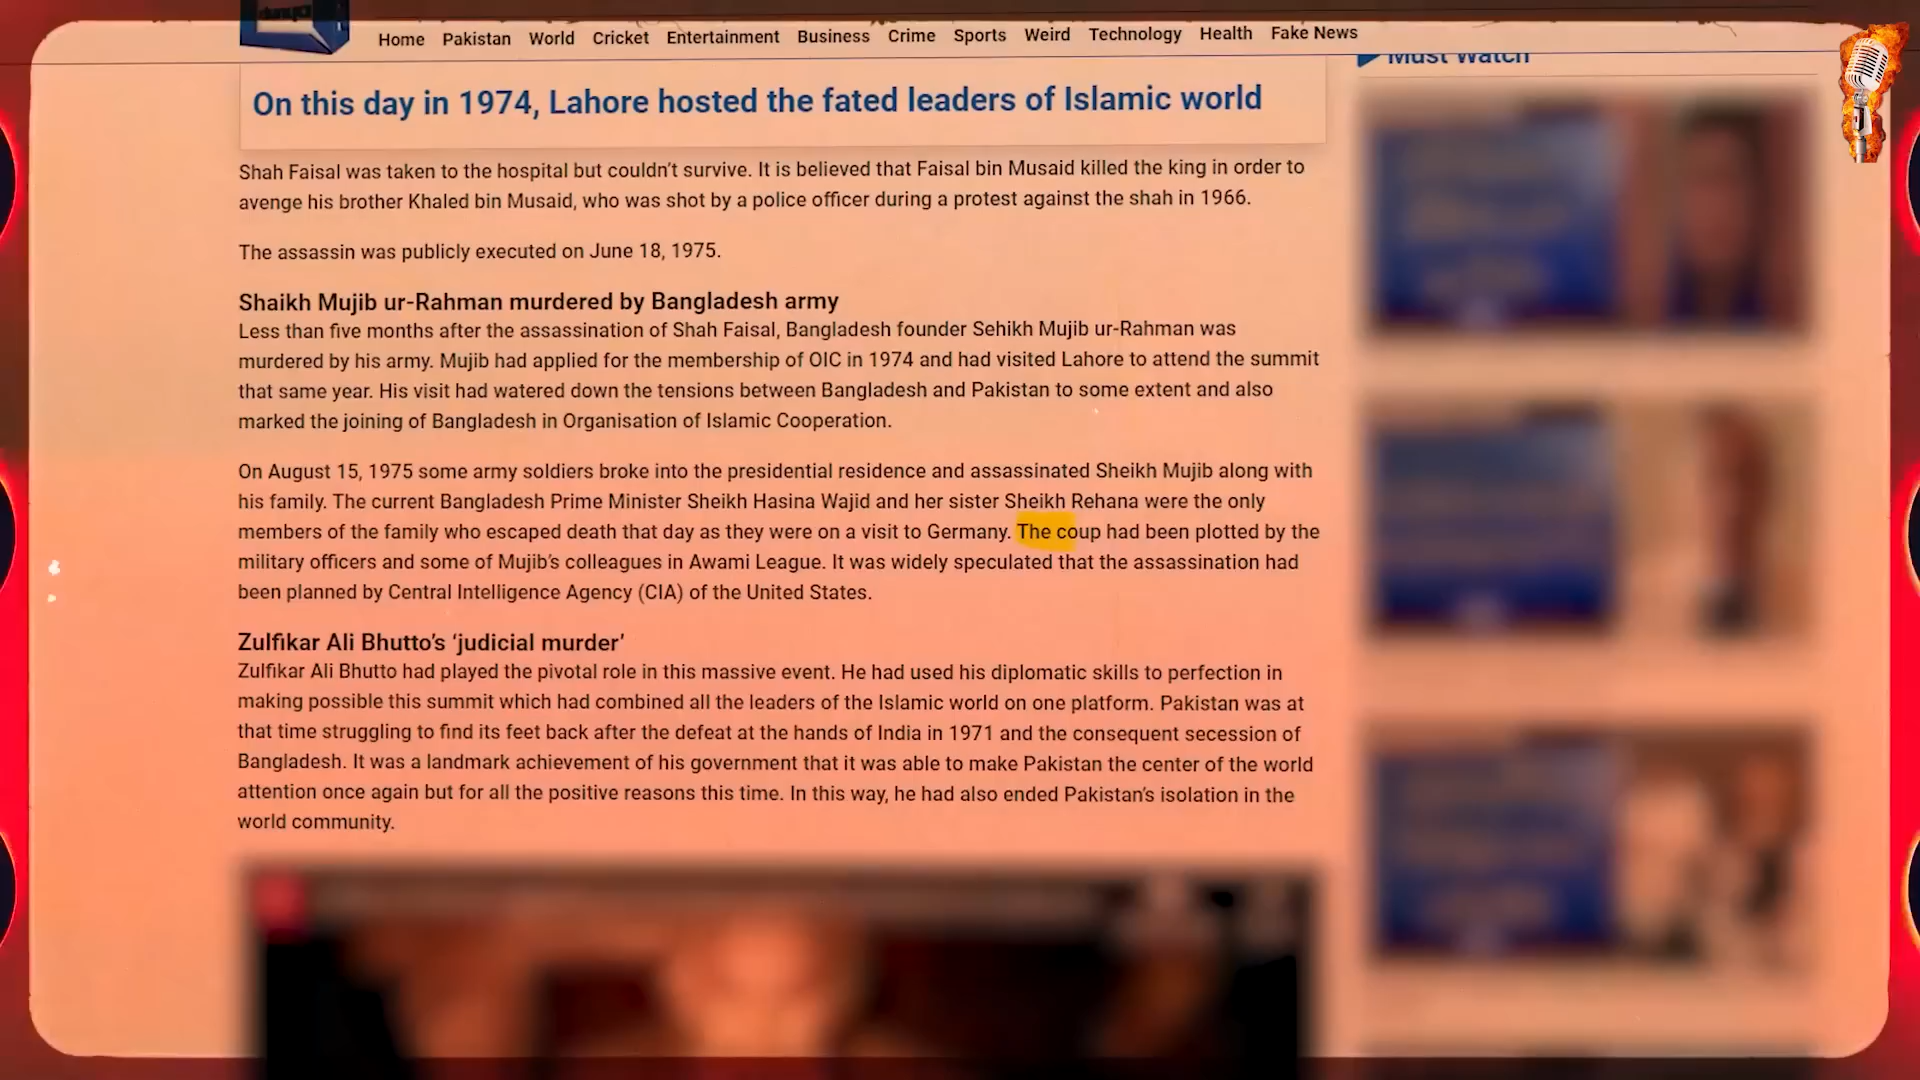 dunya
Home Pakistan World Cricket Entertainment Business Crime Sports Weird Technology Health Fake News
Must Watch
On this day in 1974, Lahore hosted the fated leaders of Islamic world
Shah Faisal was taken to the hospital but couldn’t survive. It is believed that Faisal bin Musaid killed the king in order to
avenge his brother Khaled bin Musaid, who was shot by a police officer during a protest against the shah in 1966.
The assassin was publicly executed on June 18, 1975.
Shaikh Mujib ur-Rahman murdered by Bangladesh army
Less than five months after the assassination of Shah Faisal, Bangladesh founder Sehikh Mujib ur-Rahman was
murdered by his army. Mujib had applied for the membership of OIC in 1974 and had visited Lahore to attend the summit
that same year. His visit had watered down the tensions between Bangladesh and Pakistan to some extent and also
marked the joining of Bangladesh in Organisation of Islamic Cooperation.
On August 15, 1975 some army soldiers broke into the presidential residence and assassinated Sheikh Mujib along with
his family. The current Bangladesh Prime Minister Sheikh Hasina Wajid and her sister Sheikh Rehana were the only
members of the family who escaped death that day as they were on a visit to Germany. The coup had been plotted by the
military officers and some of Mujib’s colleagues in Awami League. It was widely speculated that the assassination had
been planned by Central Intelligence Agency (CIA) of the United States.
Zulfikar Ali Bhutto’s ‘judicial murder’
Zulfikar Ali Bhutto had played the pivotal role in this massive event. He had used his diplomatic skills to perfection in
making possible this summit which had combined all the leaders of the Islamic world on one platform. Pakistan was at
that time struggling to find its feet back after the defeat at the hands of India in 1971 and the consequent secession of
Bangladesh. It was a landmark achievement of his government that it was able to make Pakistan the center of the world
attention once again but for all the positive reasons this time. In this way, he had also ended Pakistan’s isolation in the
world community.